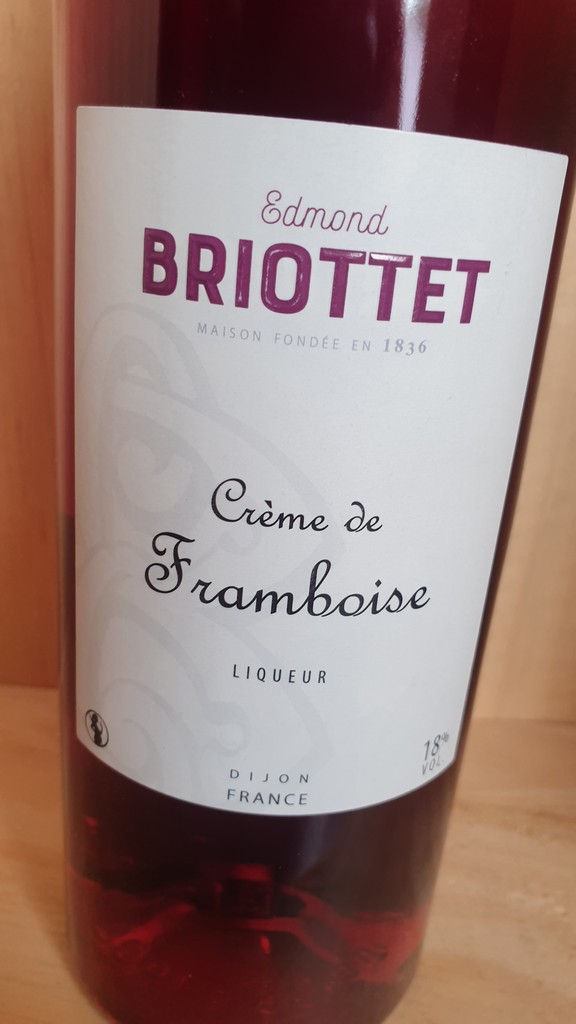 Edmond
BRIOTTET
MAISON FONDÉE EN 1836
Crème de
Framboise
LIQUEUR
18%
VOL.
DIJON
FRANCE